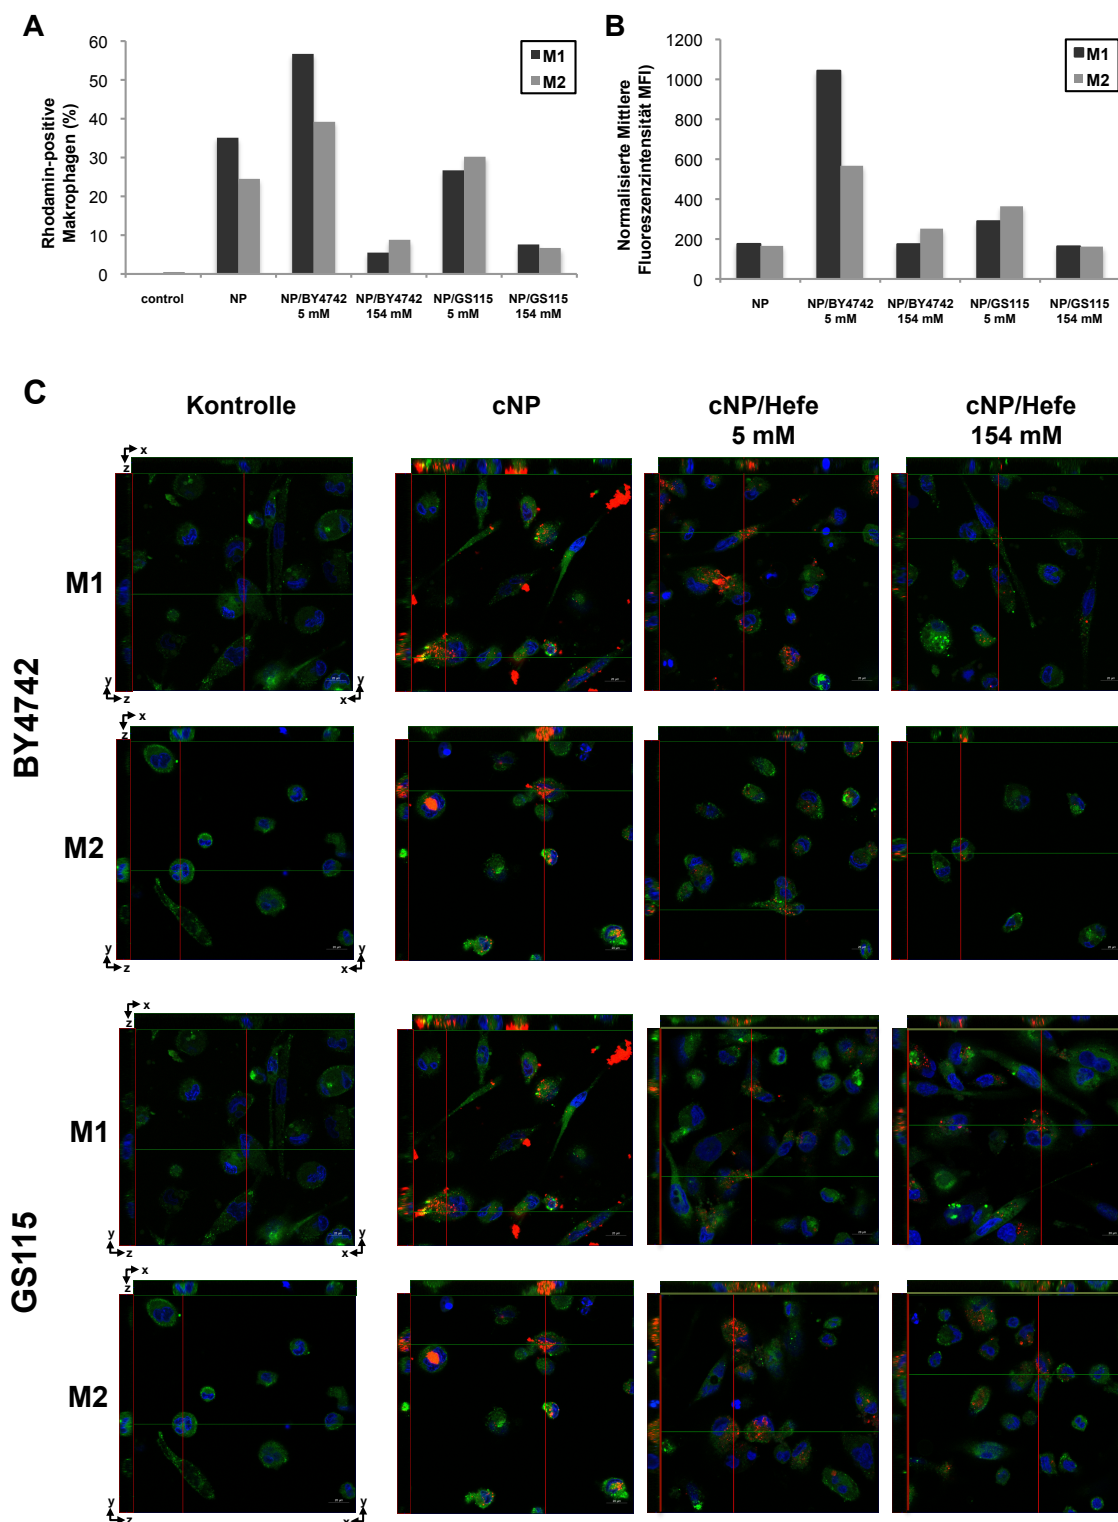 A
Rhodamin-positive
Makrophagen (%)
60
50
40
30
20
10
0
M1
M2
control
NP
NP/BY4742
5 mM
NP/BY4742
154 mM
NP/GS115
5 mM
NP/GS115
154 mM
B
Normalisierte Mittlere
Fluoreszenzintensität MFI)
1200
1000
800
600
400
200
0
M1
M2
NP
NP/BY4742
5 mM
NP/BY4742
154 mM
NP/GS115
5 mM
NP/GS115
154 mM
C
Kontrolle
cNP
cNP/Hefe
5 mM
cNP/Hefe
154 mM
BY4742
M1
x
z
y
z
y
x
M2
x
z
y
z
y
x
GS115
M1
x
z
y
z
y
x
M2
x
z
y
z
y
x